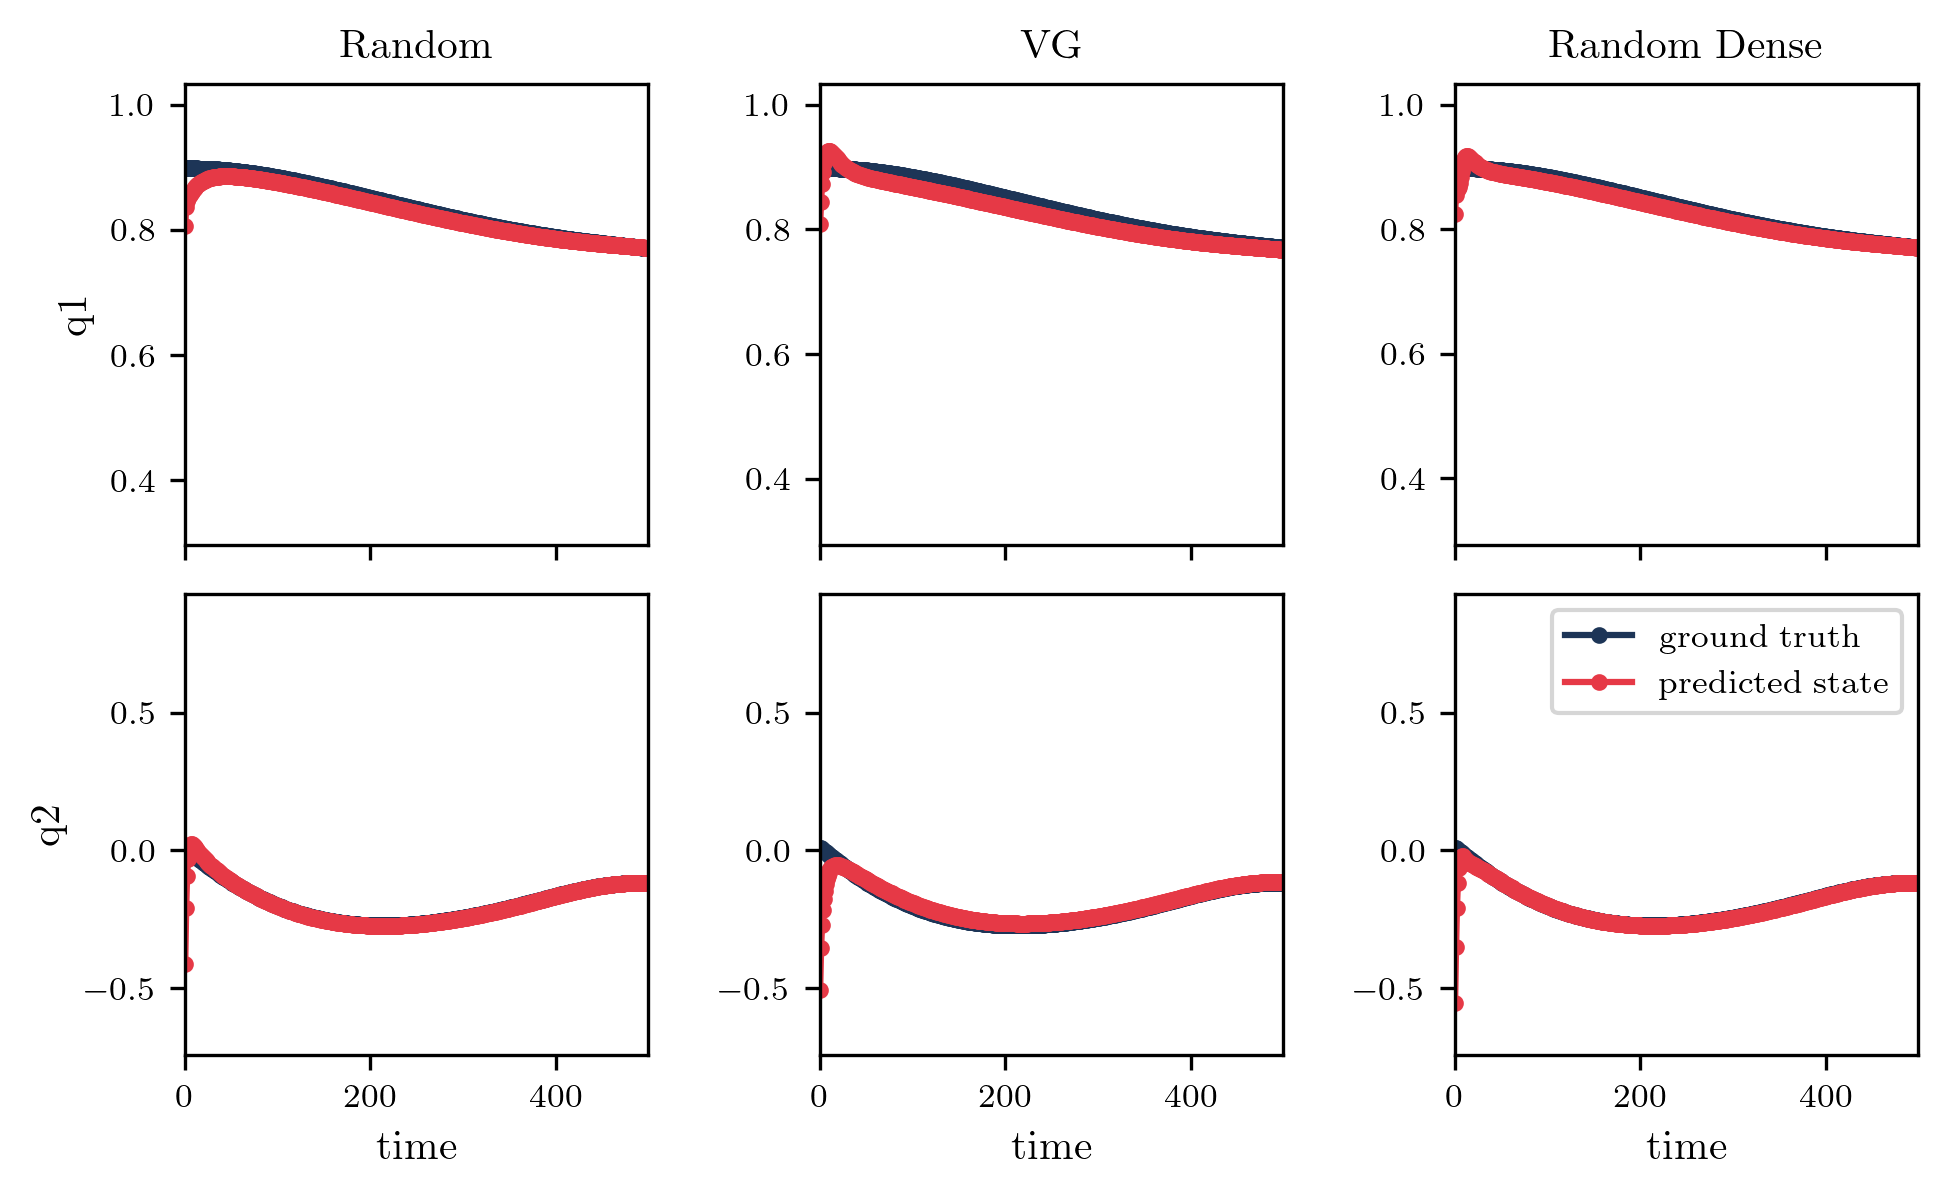 Random VG Random Dense
1.0 1.0 1.0
0.8 0.8 0.8
q1
0.6 0.6 0.6
0.4 0.4 0.4
ground truth
predicted state
0.5 0.5 0.5
q2
0.0 0.0 0.0
−0.5 −0.5 −0.5
0 200 400 0 200 400 0 200 400
time time time